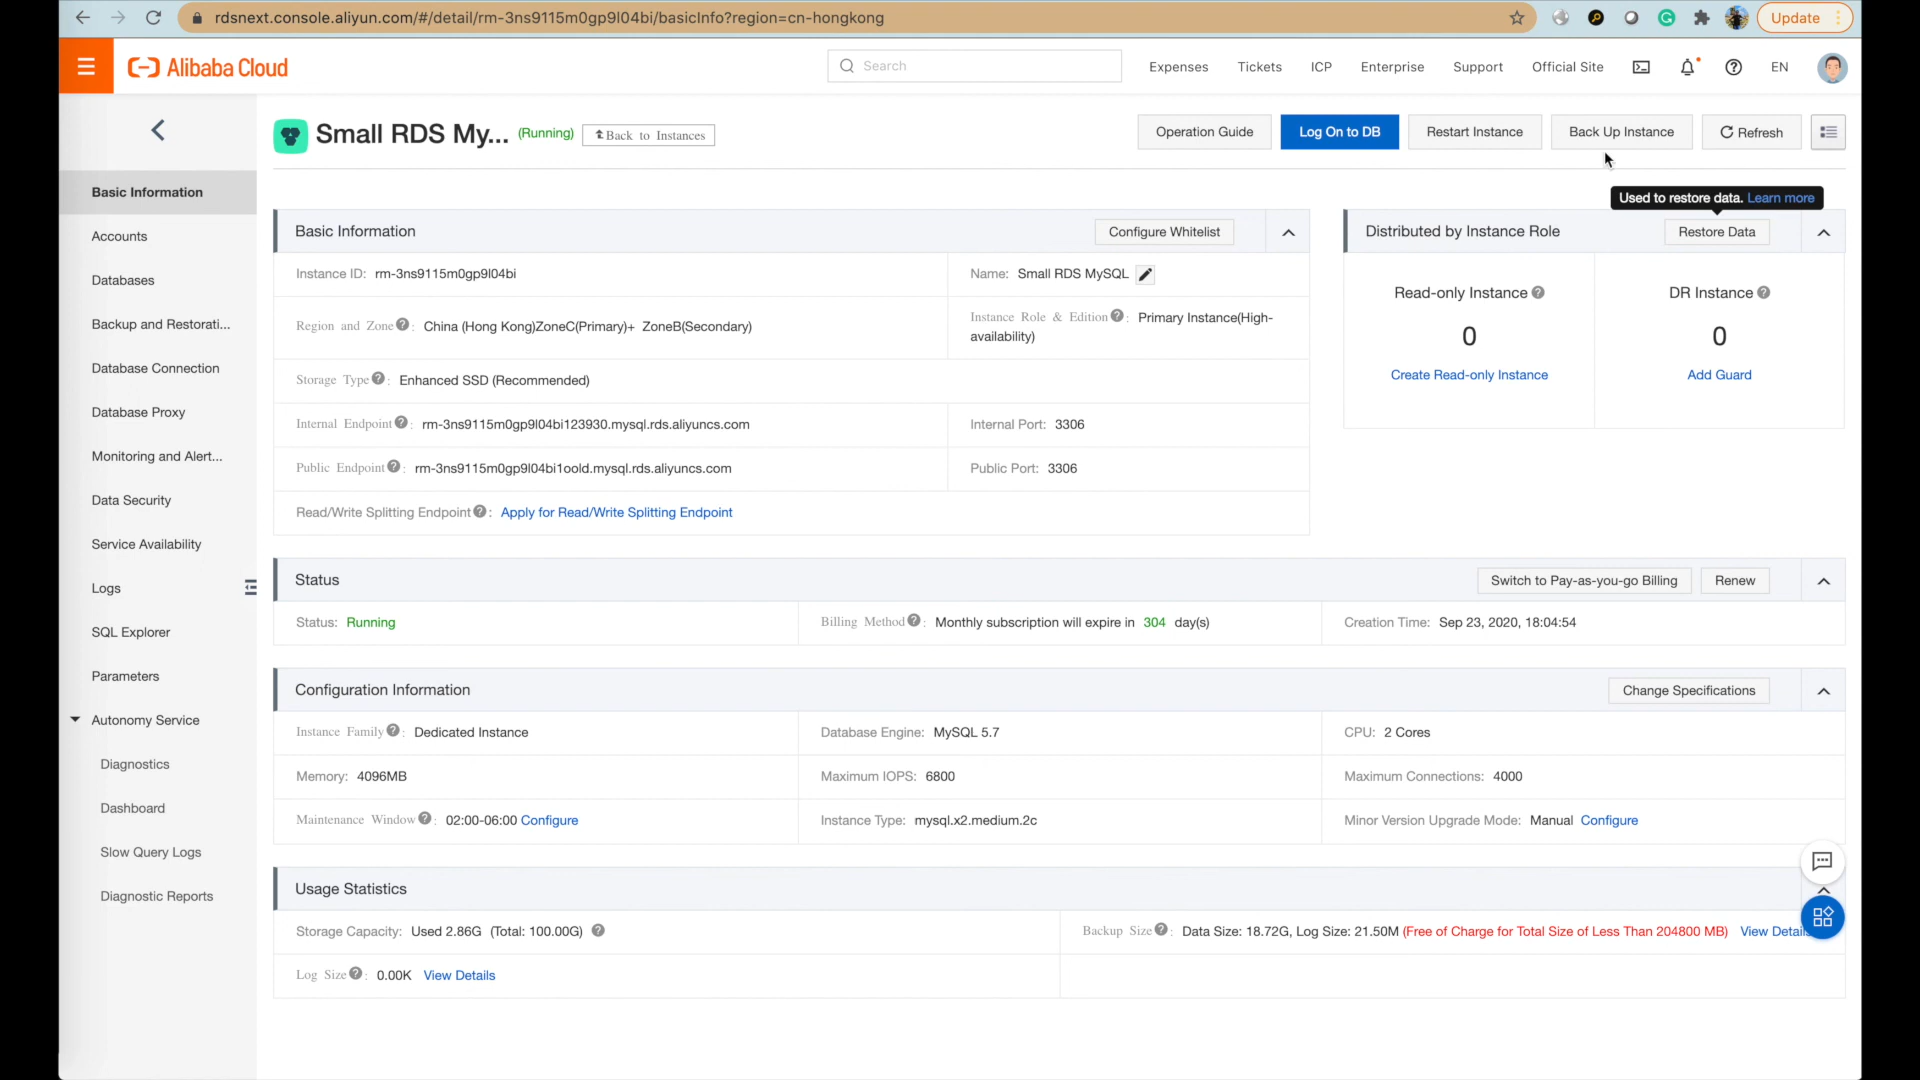 rdsnext.console.aliyun.com/#/detail/rm-3ns9115m0gp9l04bi/basicInfo?region=cn-hongkong
Update
Alibaba Cloud
Search
Expenses
Tickets
ICP
Enterprise
Support
Official Site
EN
Small RDS My...
(Running)
Back to Instances
Operation Guide
Log On to DB
Restart Instance
Back Up Instance
Refresh
Used to restore data. Learn more
Basic Information
Accounts
Databases
Backup and Restorati...
Database Connection
Database Proxy
Monitoring and Alert...
Data Security
Service Availability
Logs
SQL Explorer
Parameters
Autonomy Service
Diagnostics
Dashboard
Slow Query Logs
Diagnostic Reports
Basic Information
Configure Whitelist
Instance ID: rm-3ns9115m0gp9l04bi
Name: Small RDS MySQL
Region and Zone : China (Hong Kong)ZoneC(Primary)+ ZoneB(Secondary)
Instance Role & Edition : Primary Instance(High-
availability)
Storage Type : Enhanced SSD (Recommended)
Internal Endpoint : rm-3ns9115m0gp9l04bi123930.mysql.rds.aliyuncs.com
Internal Port: 3306
Public Endpoint : rm-3ns9115m0gp9l04bi1oold.mysql.rds.aliyuncs.com
Public Port: 3306
Read/Write Splitting Endpoint : Apply for Read/Write Splitting Endpoint
Distributed by Instance Role
Restore Data
Read-only Instance
0
Create Read-only Instance
DR Instance
0
Add Guard
Status
Switch to Pay-as-you-go Billing
Renew
Status: Running
Billing Method : Monthly subscription will expire in 304 day(s)
Creation Time: Sep 23, 2020, 18:04:54
Configuration Information
Change Specifications
Instance Family : Dedicated Instance
Database Engine: MySQL 5.7
CPU: 2 Cores
Memory: 4096MB
Maximum IOPS: 6800
Maximum Connections: 4000
Maintenance Window : 02:00-06:00 Configure
Instance Type: mysql.x2.medium.2c
Minor Version Upgrade Mode: Manual Configure
Usage Statistics
Storage Capacity: Used 2.86G (Total: 100.00G)
Backup Size : Data Size: 18.72G, Log Size: 21.50M (Free of Charge for Total Size of Less Than 204800 MB) View Details
Log Size : 0.00K View Details